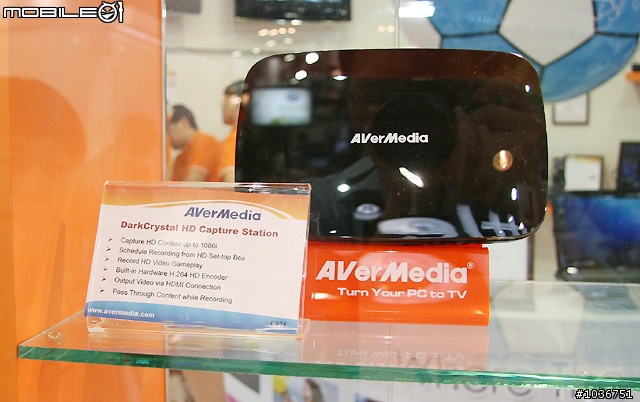 MOBILE01
AVerMedia
AVerMedia
DarkCrystal HD Capture Station
➤ Capture HD Content up to 1080i
➤ Schedule Recording from HD Set-top Box
➤ Record HD Video Gameplay
➤ Built-in Hardware H.264 HD Encoder
➤ Output Video via HDMI Connection
➤ Pass Through Content while Recording
www.avermedia.com
AVerMedia®
Turn Your PC to TV
#1036751